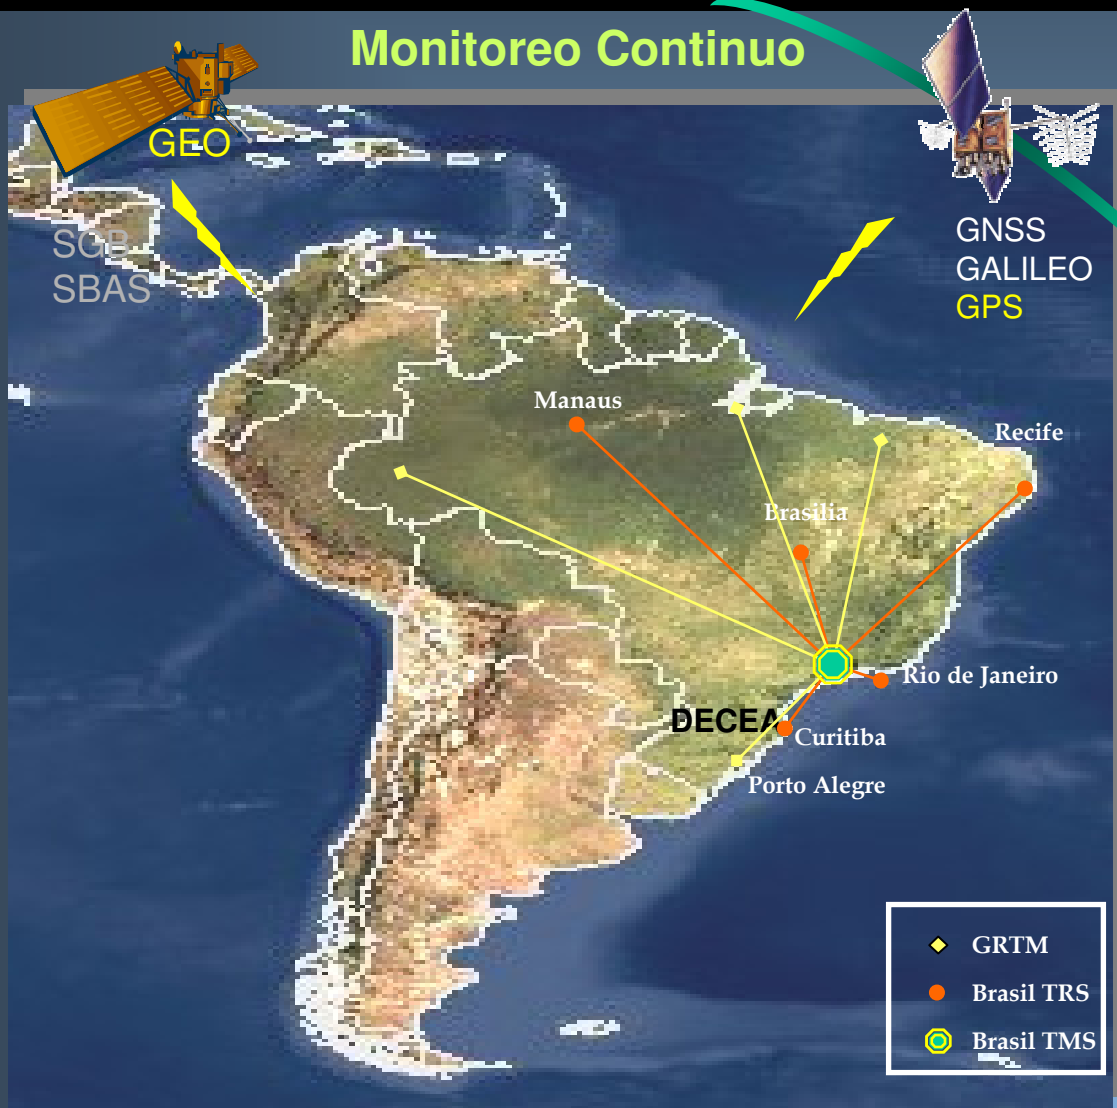 Monitoreo Continuo
GEO
SGB
SBAS
GNSS
GALILEO
GPS
Manaus
Recife
Brasilia
Rio de Janeiro
DECEA
Curitiba
Porto Alegre
GRTM
Brasil TRS
Brasil TMS